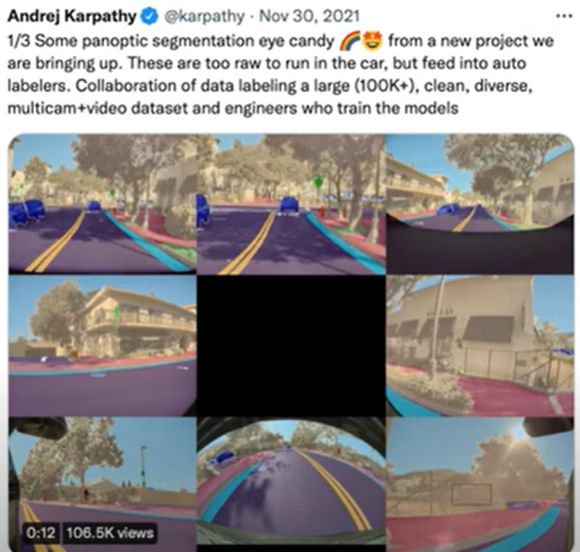 Andrej Karpathy @karpathy · Nov 30, 2021
1/3 Some panoptic segmentation eye candy 🌈🤩 from a new project we
are bringing up. These are too raw to run in the car, but feed into auto
labelers. Collaboration of data labeling a large (100K+), clean, diverse,
multicam+video dataset and engineers who train the models
0:12 106.5K views